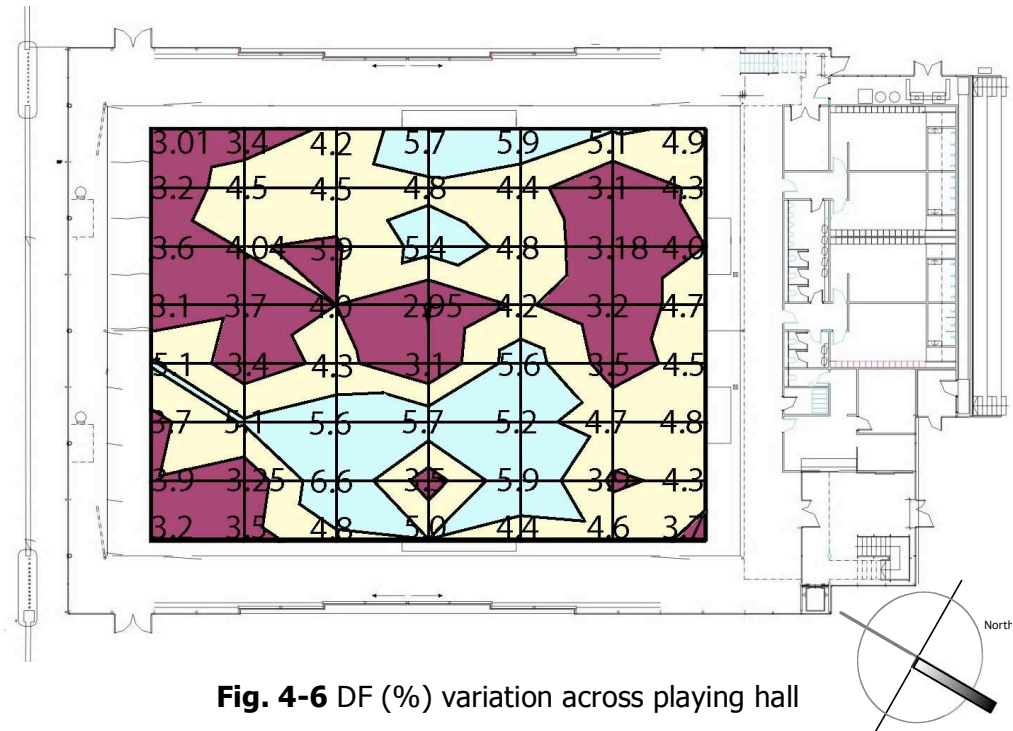 3.01 3.4 4.2 5.7 5.9 5.1 4.9
3.2 4.5 4.5 4.8 4.4 3.1 4.3
3.6 4.04 3.9 5.4 4.8 3.18 4.0
3.1 3.7 4.0 2.95 4.2 3.2 4.7
5.1 3.4 4.3 3.1 5.6 3.5 4.5
3.7 5.1 5.6 5.7 5.2 4.7 4.8
3.9 3.25 6.6 3.5 5.9 3.9 4.3
3.2 3.5 4.8 5.0 4.4 4.6 3.7
North
Fig. 4-6 DF (%) variation across playing hall